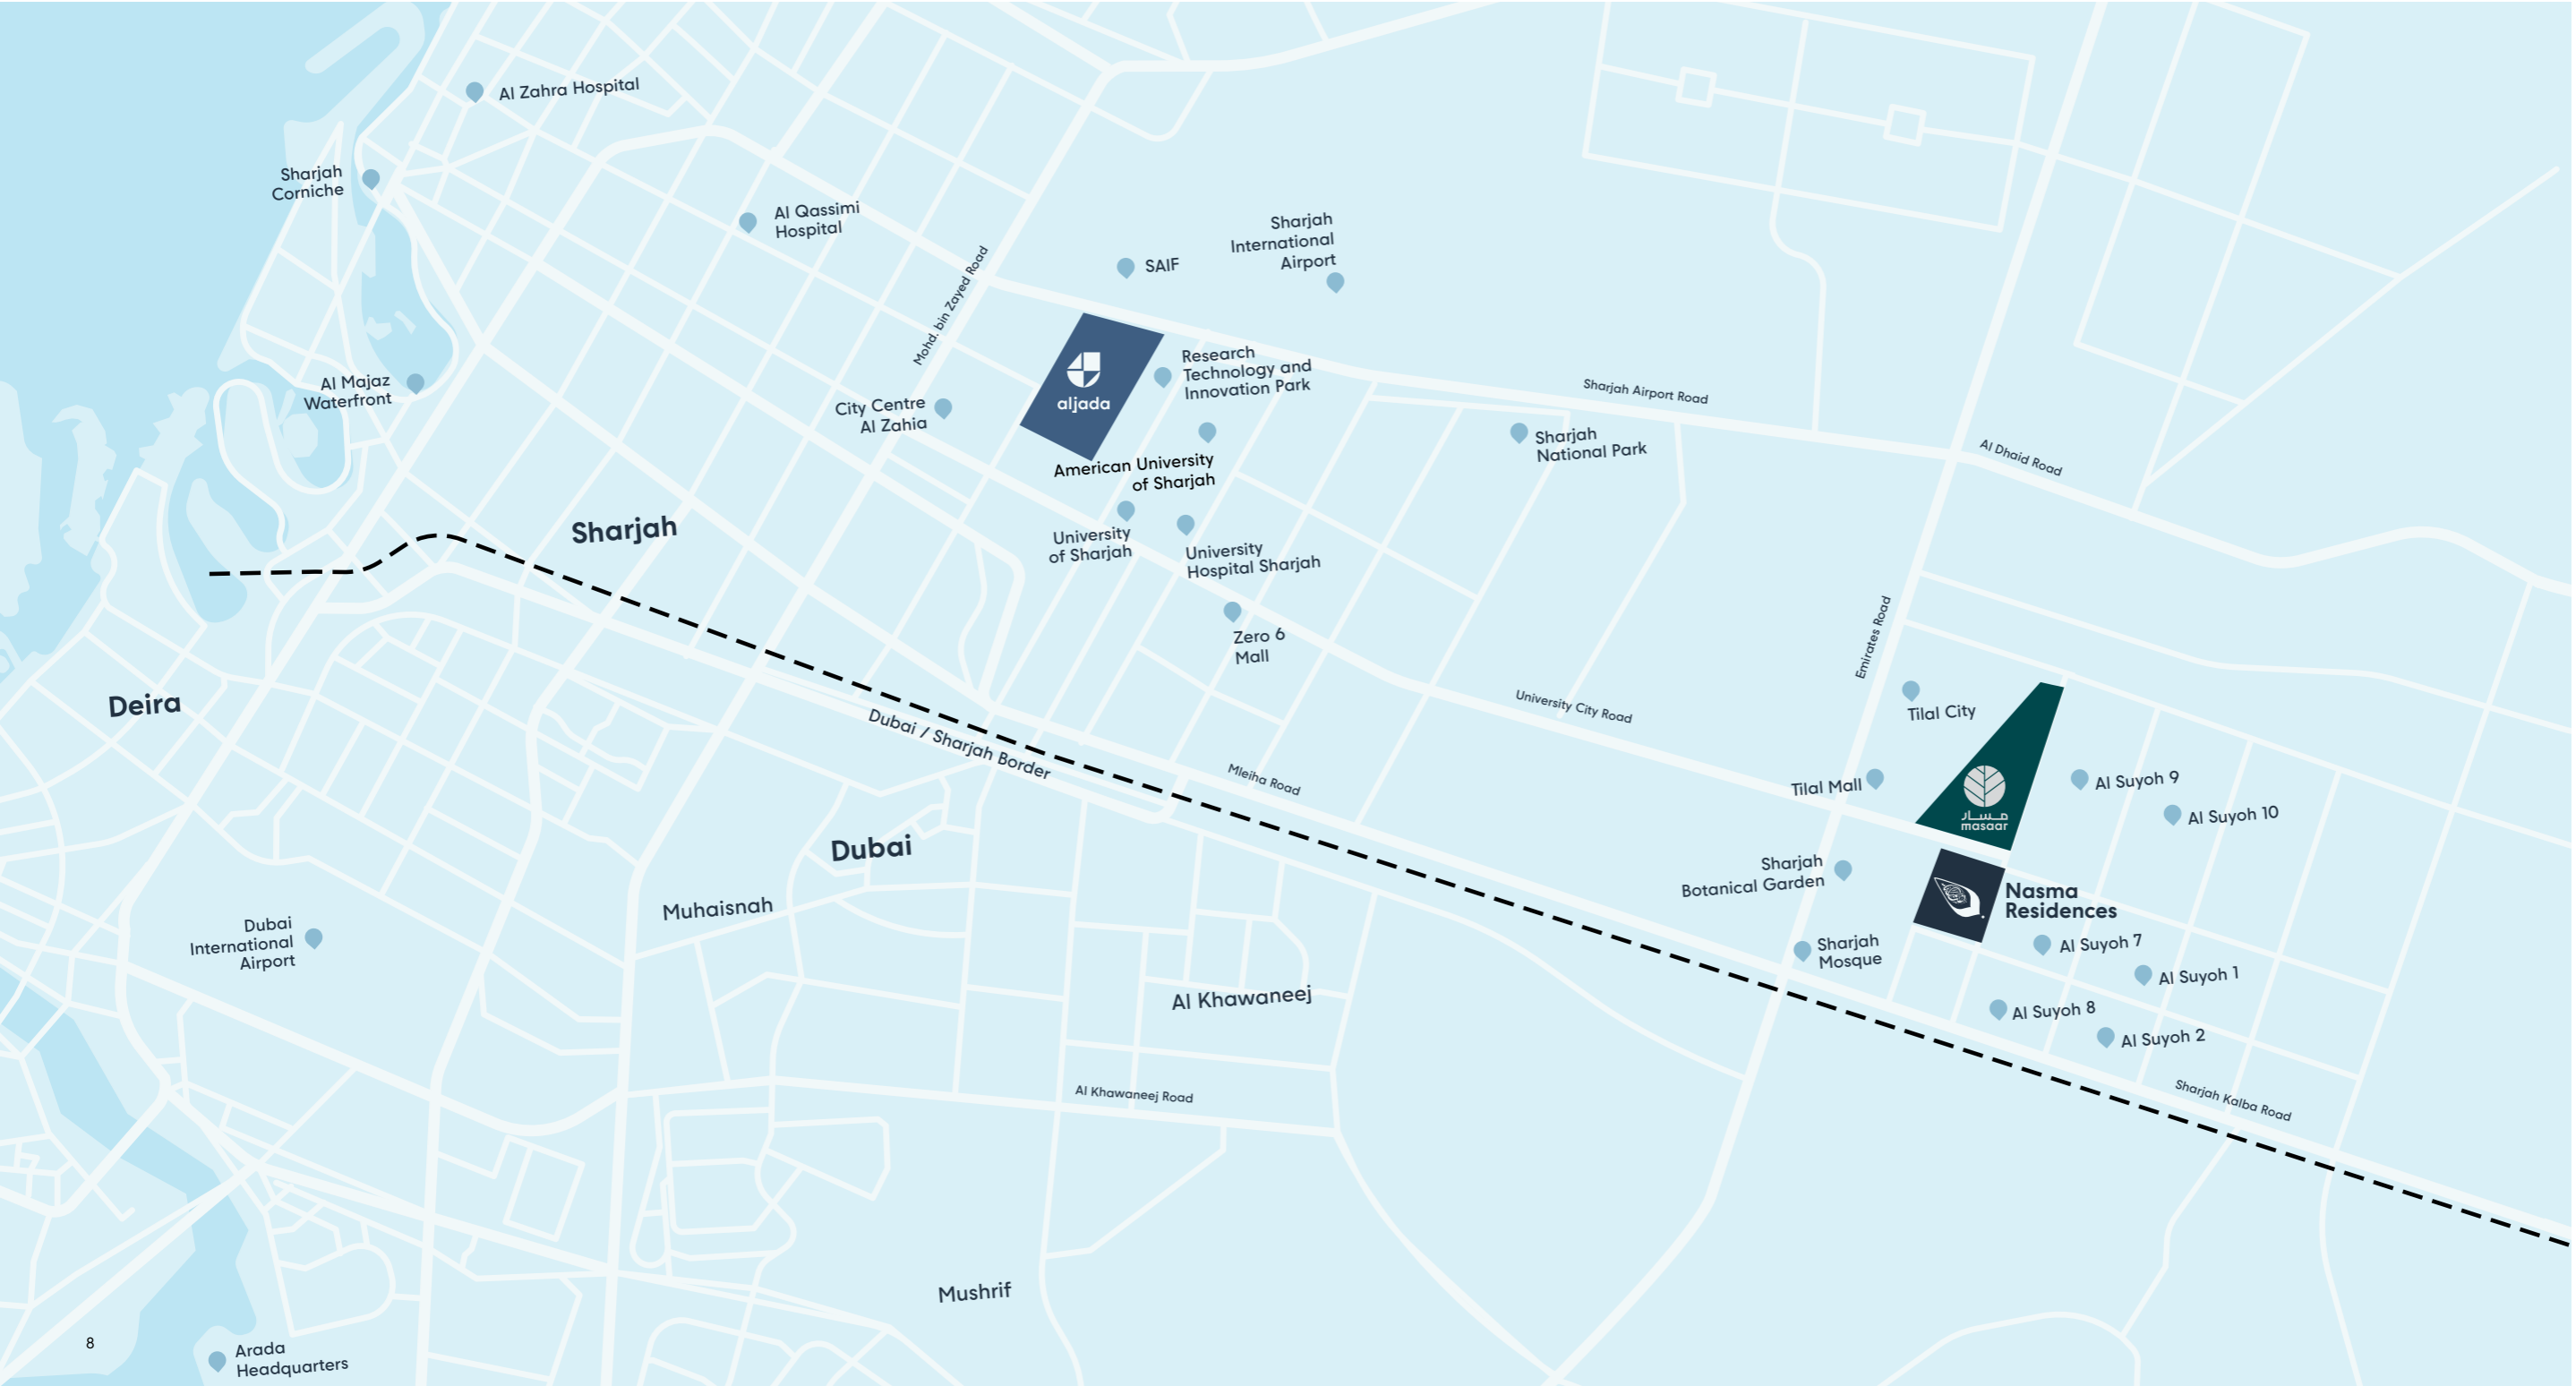 Al Zahra Hospital
Sharjah
Corniche
Al Qassimi
Hospital
Mohd. bin Zayed Road
SAIF
Sharjah
International
Airport
Al Majaz
Waterfront
City Centre
Al Zahia
aljada
Research
Technology and
Innovation Park
Sharjah Airport Road
Sharjah
National Park
Al Dhaid Road
American University
of Sharjah
University
of Sharjah
University
Hospital Sharjah
Sharjah
Zero 6
Mall
Emirates Road
Deira
University City Road
Tilal City
Dubai / Sharjah Border
Mleiha Road
Tilal Mall
مسار
masaar
Al Suyoh 9
Al Suyoh 10
Dubai
Sharjah
Botanical Garden
Nasma
Residences
Muhaisnah
Dubai
International
Airport
Sharjah
Mosque
Al Suyoh 7
Al Suyoh 1
Al Khawaneej
Al Suyoh 8
Al Suyoh 2
Al Khawaneej Road
Sharjah Kalba Road
Mushrif
8
Arada
Headquarters